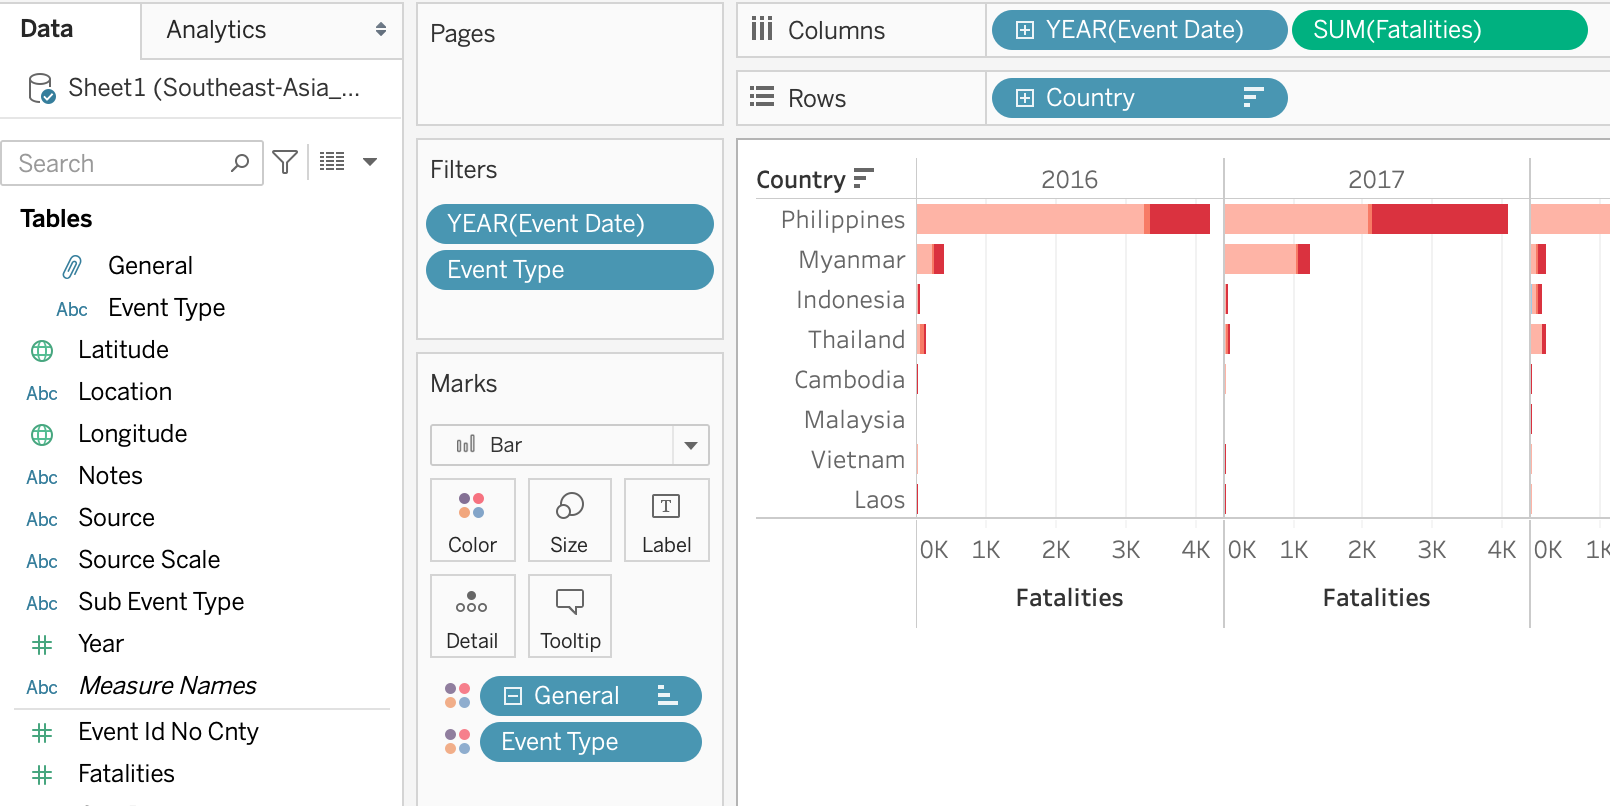 Data
Analytics
Sheet1 (Southeast-Asia_...
Search
Tables
General
Abc Event Type
Latitude
Abc Location
Longitude
Abc Notes
Abc Source
Abc Source Scale
Abc Sub Event Type
Year
Abc Measure Names
Event Id No Cnty
Fatalities
Pages
Filters
YEAR(Event Date)
Event Type
Marks
Bar
Color Size T Label
Detail Tooltip
General
Event Type
Columns YEAR(Event Date) SUM(Fatalities)
Rows Country
Country 2016 2017
Philippines
Myanmar
Indonesia
Thailand
Cambodia
Malaysia
Vietnam
Laos
0K 1K 2K 3K 4K 0K 1K 2K 3K 4K 0K 1K
Fatalities Fatalities